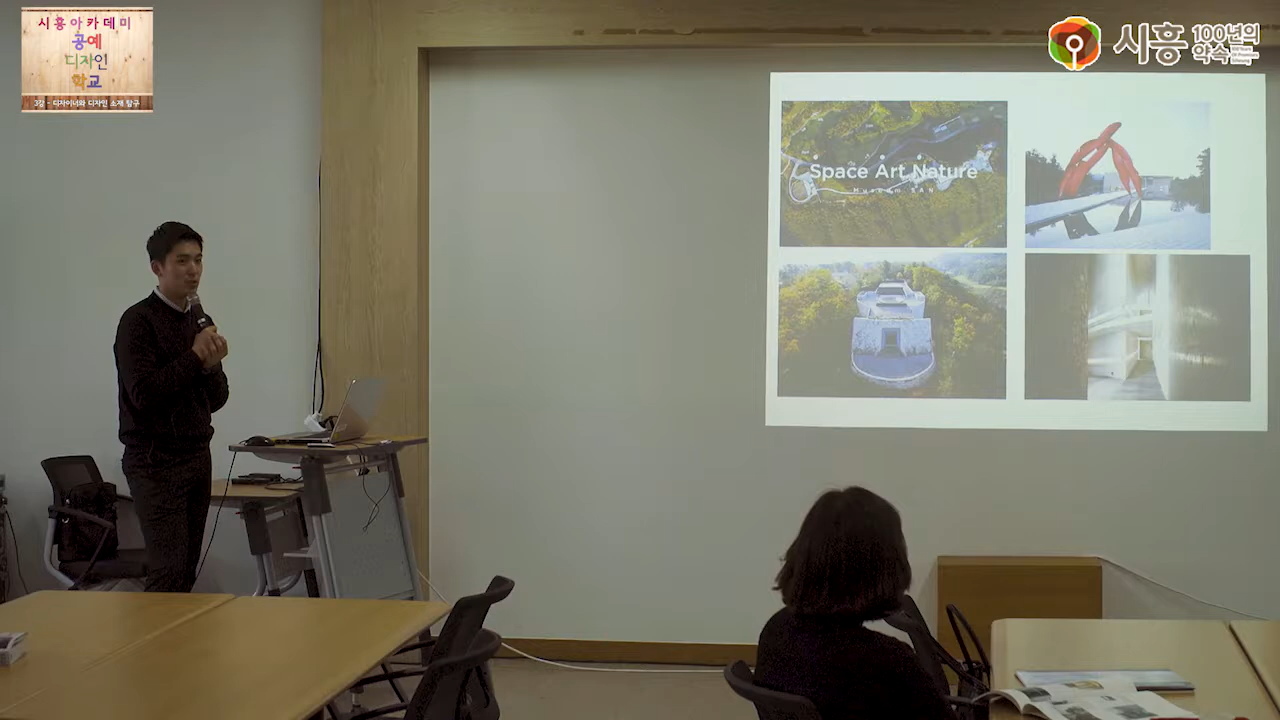 시흥아카데미
공예
디자인
학교
3강 - 디자이너와 디자인 소재 탐구
시흥
100년의
약속
Space Art Nature
Museum SAN